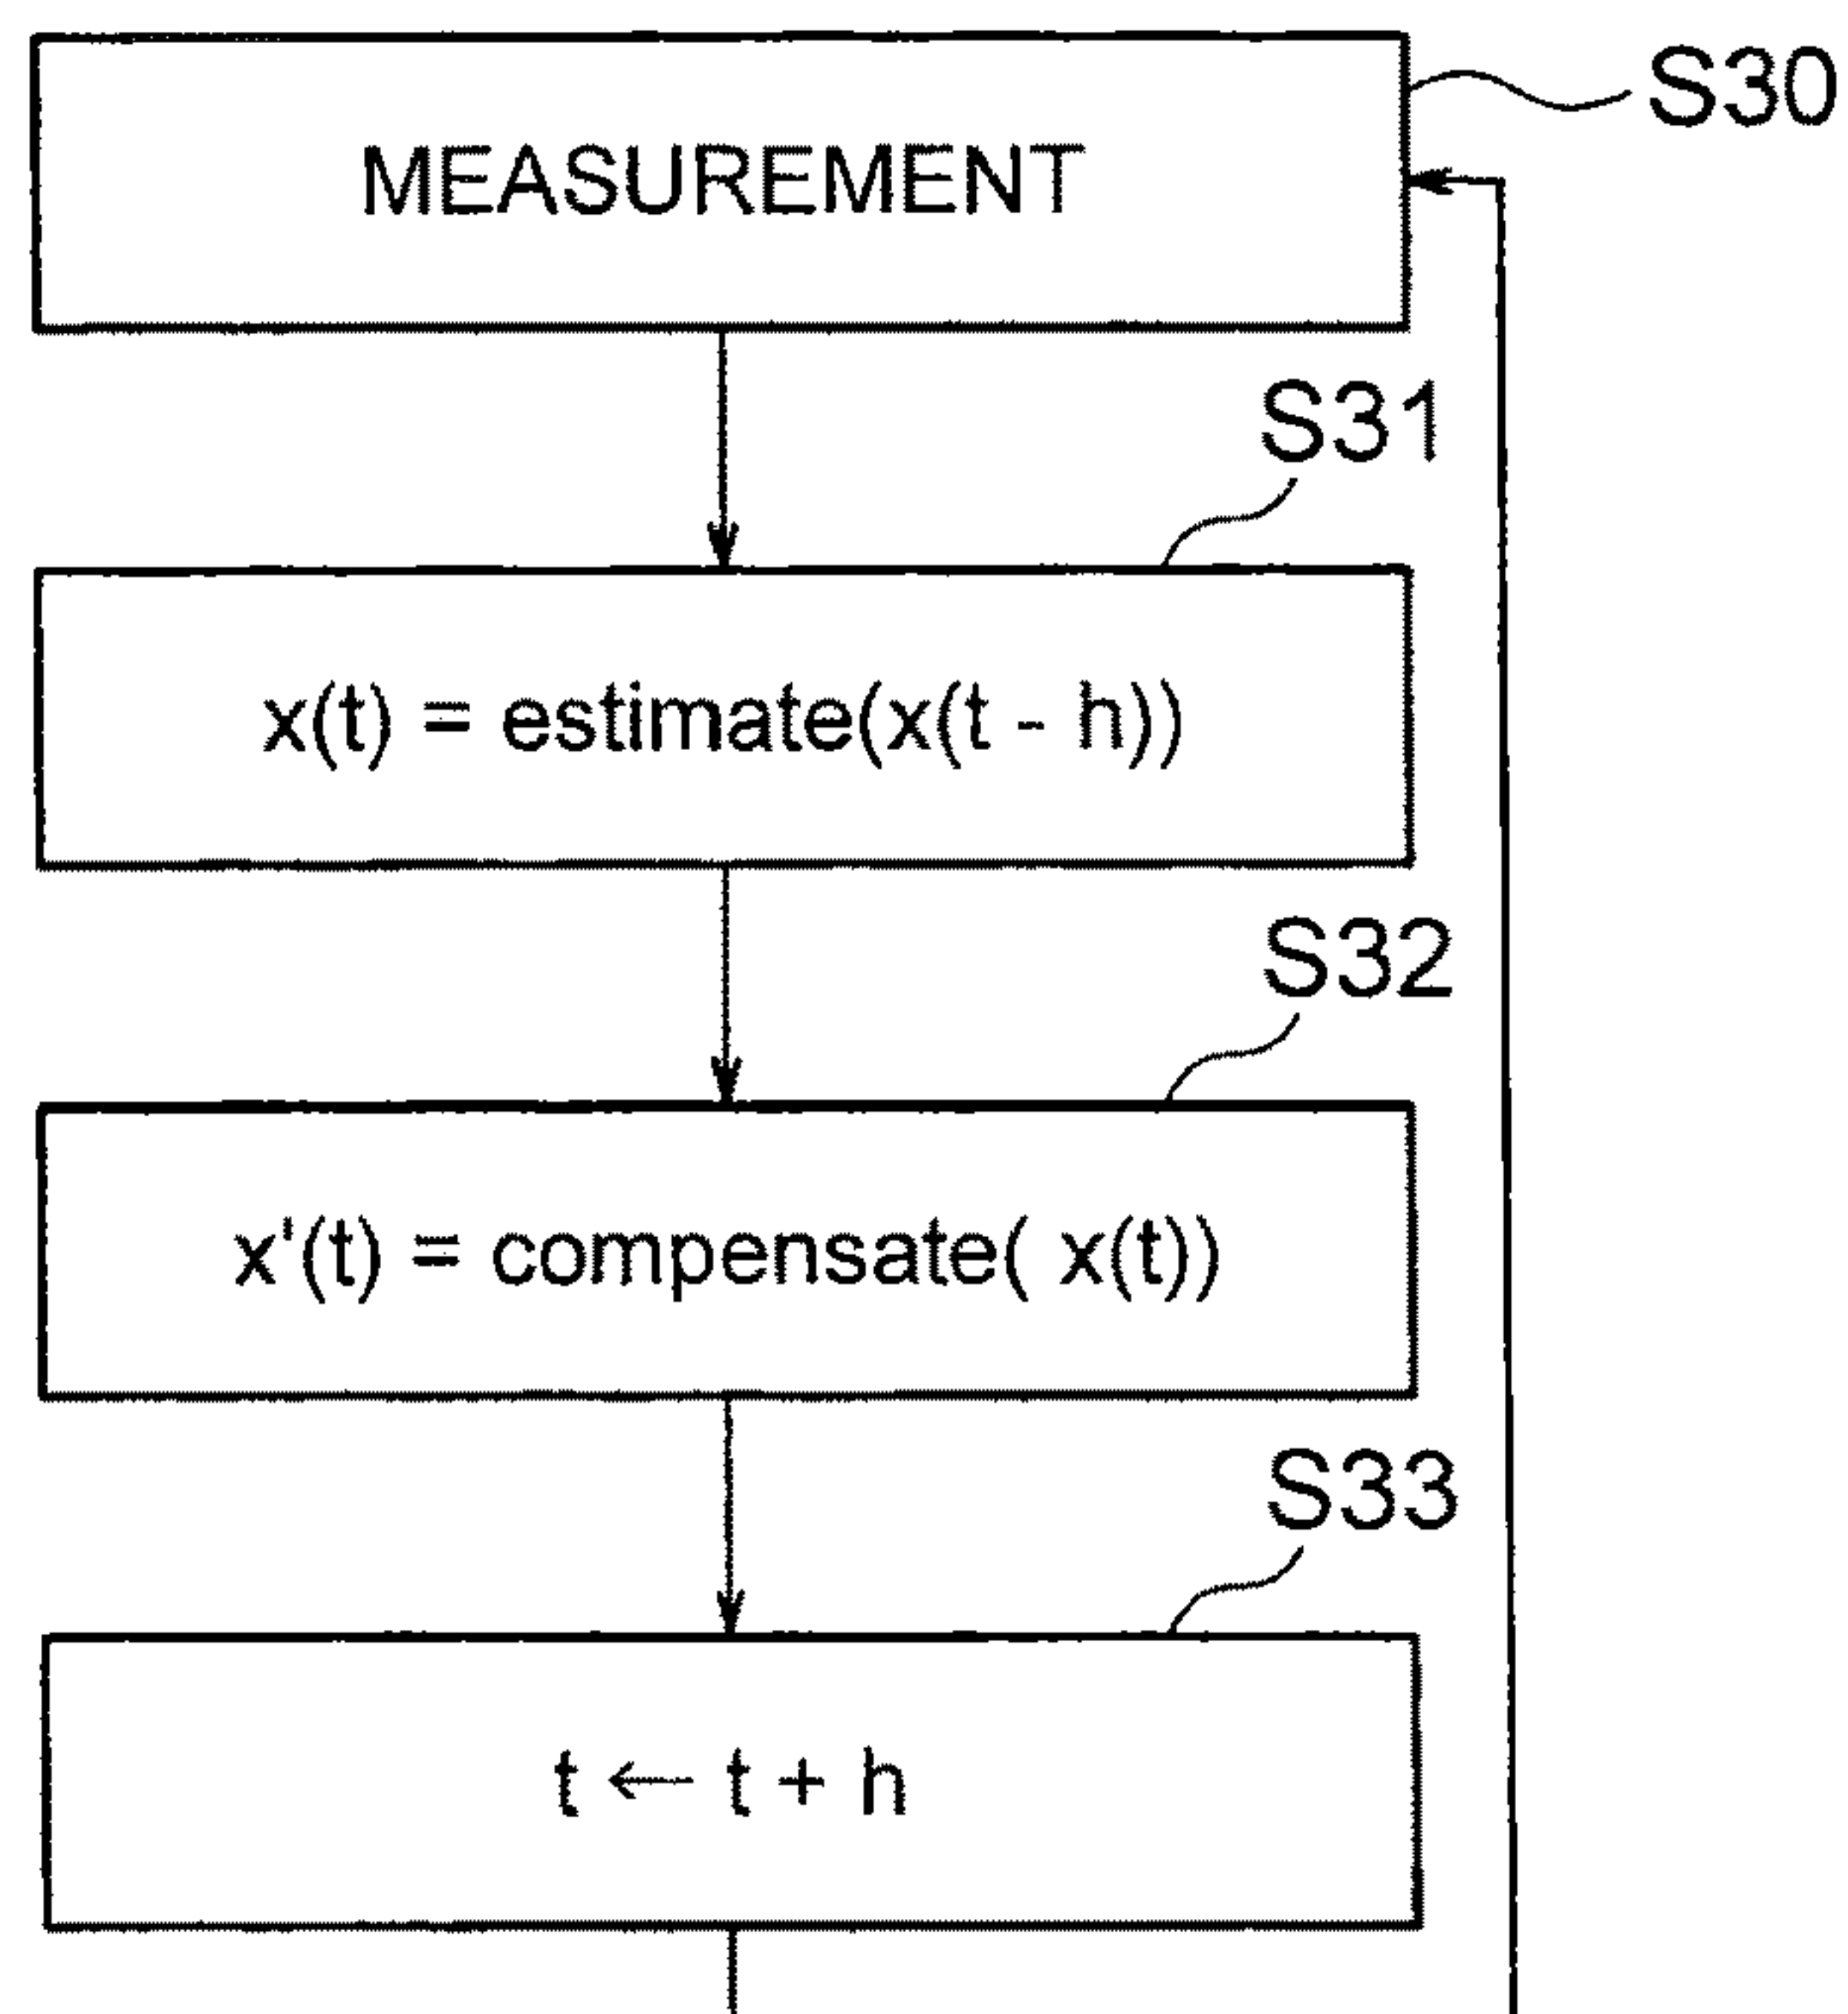 S30
MEASUREMENT
S31
x(t) = estimate(x(t - h))
S32
x'(t) = compensate( x(t))
S33
t ← t + h